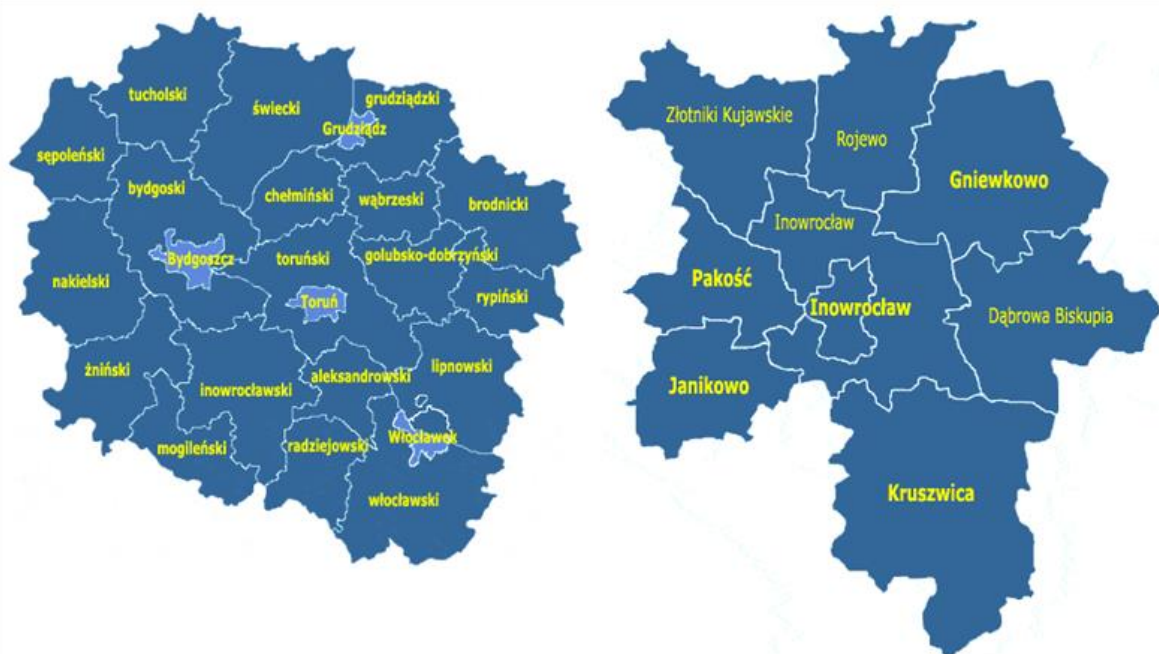 tucholski
świecki
grudziądzki
Grudziądz
sępoleński
bydgoski
chełmiński
wąbrzeski
brodnicki
Bydgoszcz
toruński
golubsko-dobrzyński
nakielski
Toruń
rypiński
żniński
inowrocławski
aleksandrowski
lipnowski
mogileński
radziejowski
Włocławek
włocławski
Złotniki Kujawskie
Rojewo
Gniewkowo
Inowrocław
Pakość
Inowrocław
Dąbrowa Biskupia
Janikowo
Kruszwica